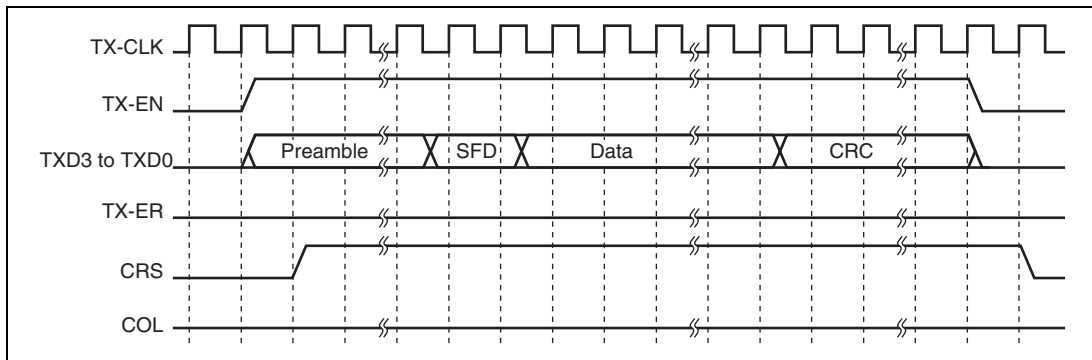 TX-CLK
TX-EN
TXD3 to TXD0
Preamble
SFD
Data
CRC
TX-ER
CRS
COL